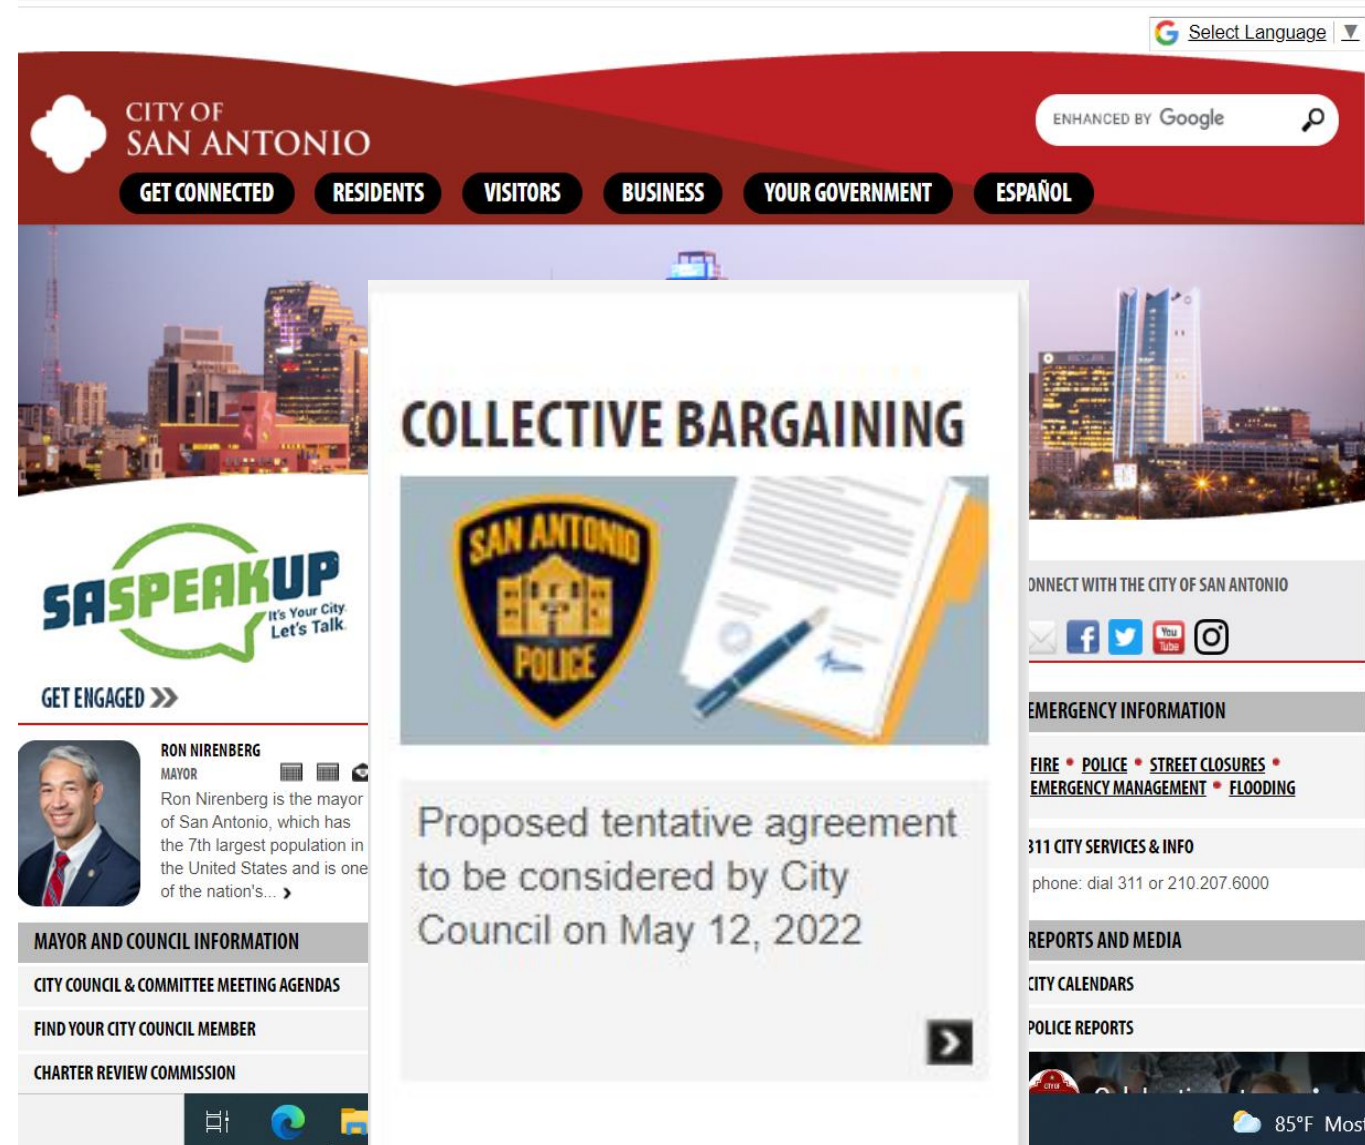 Select Language ▼
CITY OF
SAN ANTONIO
ENHANCED BY Google
GET CONNECTED RESIDENTS VISITORS BUSINESS YOUR GOVERNMENT ESPAÑOL
COLLECTIVE BARGAINING
SAN ANTONIO
POLICE
Proposed tentative agreement
to be considered by City
Council on May 12, 2022
SASPEAKUP
It's Your City.
Let's Talk.
GET ENGAGED
RON NIRENBERG
MAYOR
Ron Nirenberg is the mayor
of San Antonio, which has
the 7th largest population in
the United States and is one
of the nation's...
MAYOR AND COUNCIL INFORMATION
CITY COUNCIL & COMMITTEE MEETING AGENDAS
FIND YOUR CITY COUNCIL MEMBER
CHARTER REVIEW COMMISSION
ONNECT WITH THE CITY OF SAN ANTONIO
You
Tube
EMERGENCY INFORMATION
FIRE • POLICE • STREET CLOSURES •
EMERGENCY MANAGEMENT • FLOODING
311 CITY SERVICES & INFO
phone: dial 311 or 210.207.6000
REPORTS AND MEDIA
CITY CALENDARS
POLICE REPORTS
85°F Most